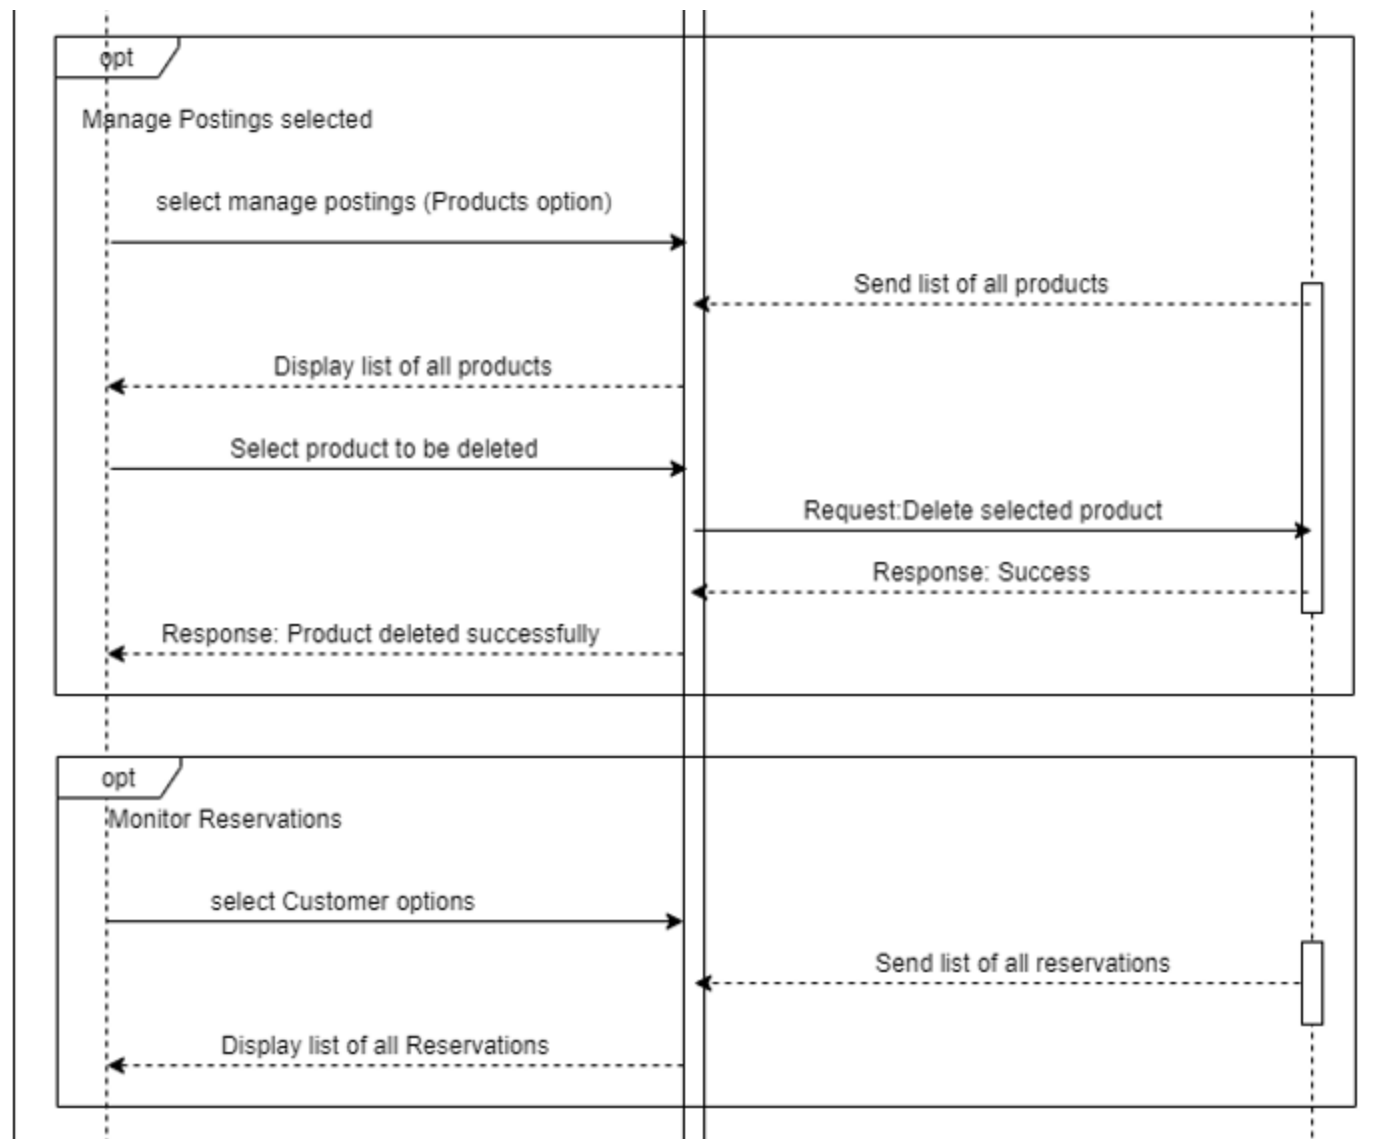 opt
Manage Postings selected
select manage postings (Products option)
Send list of all products
Display list of all products
Select product to be deleted
Request:Delete selected product
Response: Success
Response: Product deleted successfully
opt
Monitor Reservations
select Customer options
Send list of all reservations
Display list of all Reservations